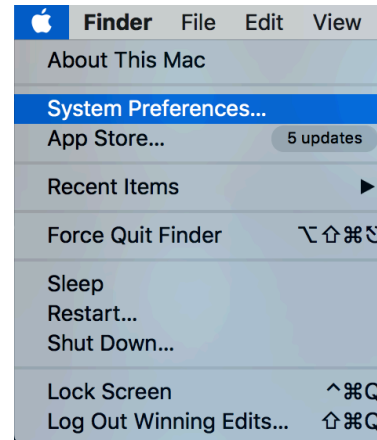 Finder File Edit View
About This Mac
System Preferences...
App Store... 5 updates
Recent Items
Force Quit Finder ⌥⇧⌘⎋
Sleep
Restart...
Shut Down...
Lock Screen ^⌘Q
Log Out Winning Edits... ⇧⌘Q